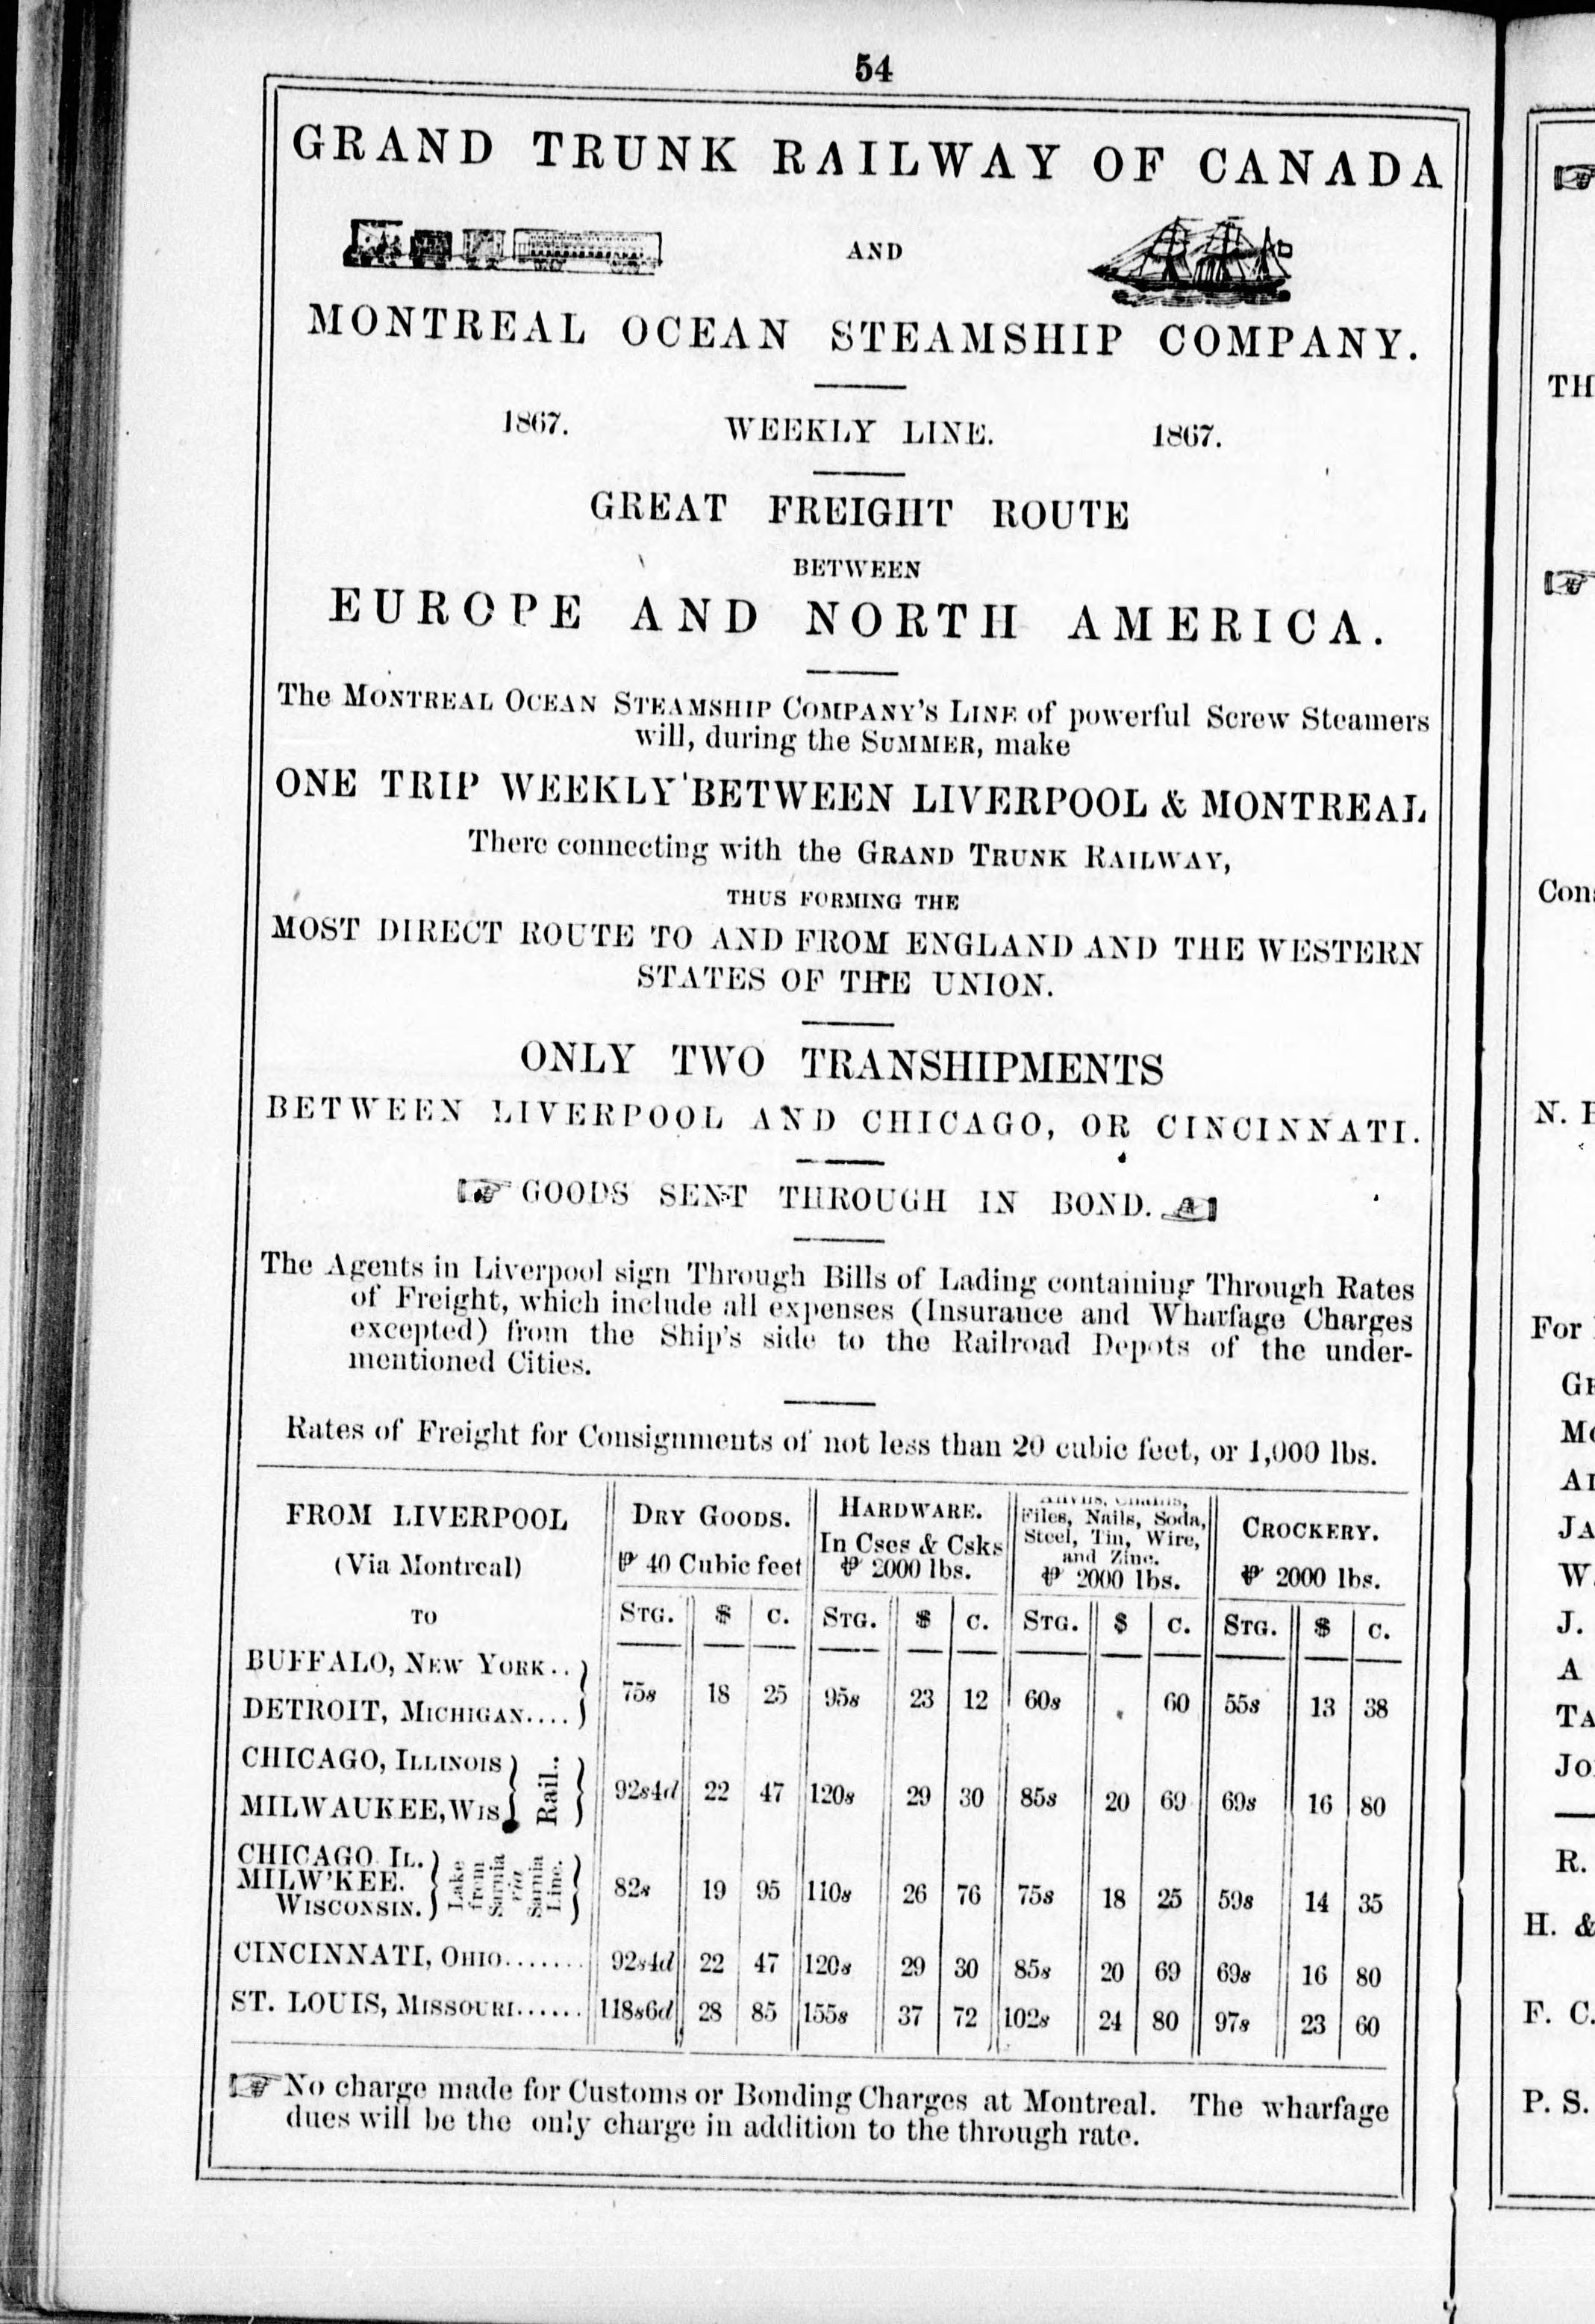 54
GRAND TRUNK RAILWAY OF CANADA
AND
MONTREAL OCEAN STEAMSHIP COMPANY.
1867. WEEKLY LINE. 1867.
GREAT FREIGHT ROUTE
BETWEEN
EUROPE AND NORTH AMERICA.
The MONTREAL OCEAN STEAMSHIP COMPANY'S LINE of powerful Screw Steamers
will, during the SUMMER, make
ONE TRIP WEEKLY BETWEEN LIVERPOOL & MONTREAL
There connecting with the GRAND TRUNK RAILWAY,
THUS FORMING THE
MOST DIRECT ROUTE TO AND FROM ENGLAND AND THE WESTERN
STATES OF THE UNION.
ONLY TWO TRANSHIPMENTS
BETWEEN LIVERPOOL AND CHICAGO, OR CINCINNATI.
☞ GOODS SENT THROUGH IN BOND. ☜
The Agents in Liverpool sign Through Bills of Lading containing Through Rates
of Freight, which include all expenses (Insurance and Wharfage Charges
excepted) from the Ship's side to the Railroad Depots of the under-
mentioned Cities.
Rates of Freight for Consignments of not less than 20 cubic feet, or 1,000 lbs.
FROM LIVERPOOL
(Via Montreal)
TO
DRY GOODS.
⅌ 40 Cubic feet
HARDWARE.
In Cses & Csks
⅌ 2000 lbs.
Anvils, Chains,
Files, Nails, Soda,
Steel, Tin, Wire,
and Zinc.
⅌ 2000 lbs.
CROCKERY.
⅌ 2000 lbs.
STG. $ C. STG. $ C. STG. $ C. STG. $ C.
BUFFALO, NEW YORK..
DETROIT, MICHIGAN....
75s 18 25 95s 23 12 60s 60 55s 13 38
CHICAGO, ILLINOIS
MILWAUKEE, WIS
Rail..
92s4d 22 47 120s 29 30 85s 20 69 69s 16 80
CHICAGO IL.
MILW'KEE.
WISCONSIN.
Lake
from
Sarnia
via
Sarnia
Line.
82s 19 95 110s 26 76 75s 18 25 59s 14 35
CINCINNATI, OHIO....... 92s4d 22 47 120s 29 30 85s 20 69 69s 16 80
ST. LOUIS, MISSOURI...... 118s6d 28 85 155s 37 72 102s 24 80 97s 23 60
☞ No charge made for Customs or Bonding Charges at Montreal. The wharfage
dues will be the only charge in addition to the through rate.
☞
TH
☞
Con
N.
For
W.
J.
A
R.
H. &
F. C.
P. S.